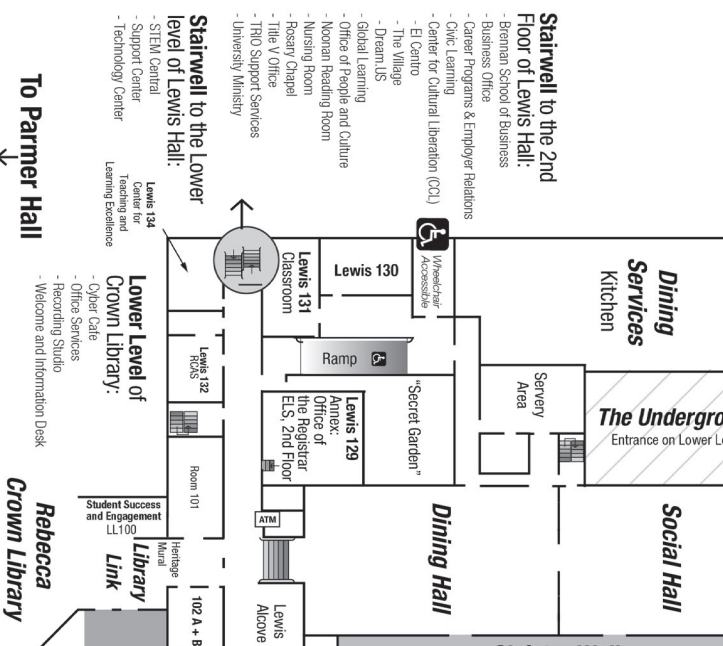 Stairwell to the 2nd
Floor of Lewis Hall:
- Brennan School of Business
- Business Office
- Career Programs & Employer Relations
- Civic Learning
- Center for Cultural Liberation (CCL)
- El Centro
- The Village
- Dream.US
- Global Learning
- Office of People and Culture
- Noonan Reading Room
- Nursing Room
- Rosary Chapel
- Title V Office
- TRIO Support Services
- University Ministry
Stairwell to the Lower
level of Lewis Hall:
- STEM Central
- Support Center
- Technology Center
To Parmer Hall
Lewis 134
Center for
Teaching and
Learning Excellence
Lower Level of
Crown Library:
- Cyber Cafe
- Office Services
- Recording Studio
- Welcome and Information Desk
Rebecca
Crown Library
Dining
Services
Kitchen
Wheelchair
Accessible
Lewis 130
Lewis 131
Classroom
Ramp
Lewis 132
RCAS
"Secret Garden"
Servery
Area
The Undergro
Entrance on Lower L
Lewis 129
Annex:
Office of
the Registrar
ELS, 2nd Floor
Room 101
ATM
Student Success
and Engagement
LL100
Heritage
Mural
Library
Link
102 A + B
Lewis
Alcove
Dining Hall
Social Hall